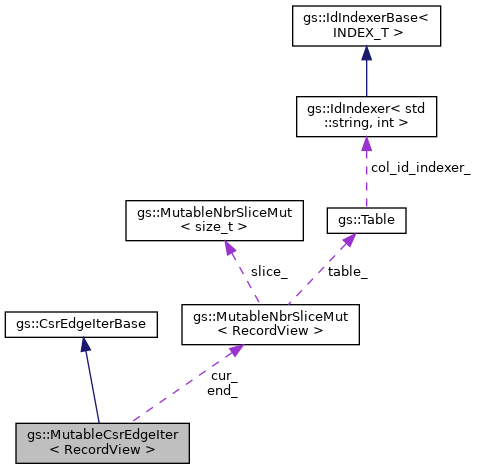 gs::IdIndexerBase<
INDEX_T >
gs::IdIndexer< std
::string, int >
col_id_indexer_
gs::MutableNbrSliceMut
< size_t >
gs::Table
slice_
table_
gs::CsrEdgeIterBase
gs::MutableNbrSliceMut
< RecordView >
cur_
end_
gs::MutableCsrEdgeIter
< RecordView >